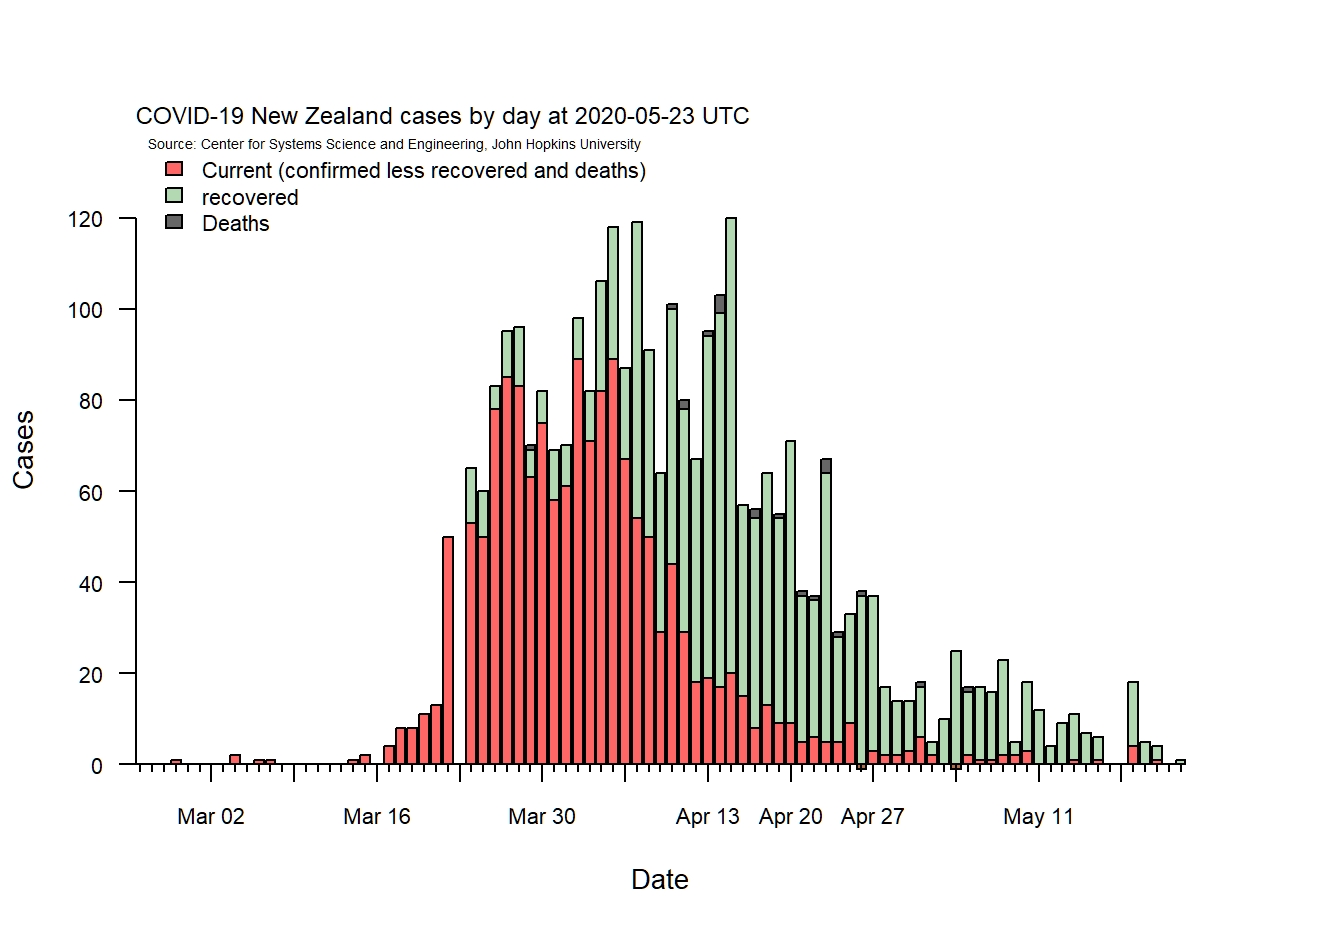 COVID-19 New Zealand cases by day at 2020-05-23 UTC
Source: Center for Systems Science and Engineering, John Hopkins University
Current (confirmed less recovered and deaths)
recovered
Deaths
120
100
80
60
40
20
0
Cases
Mar 02 Mar 16 Mar 30 Apr 13 Apr 20 Apr 27 May 11
Date